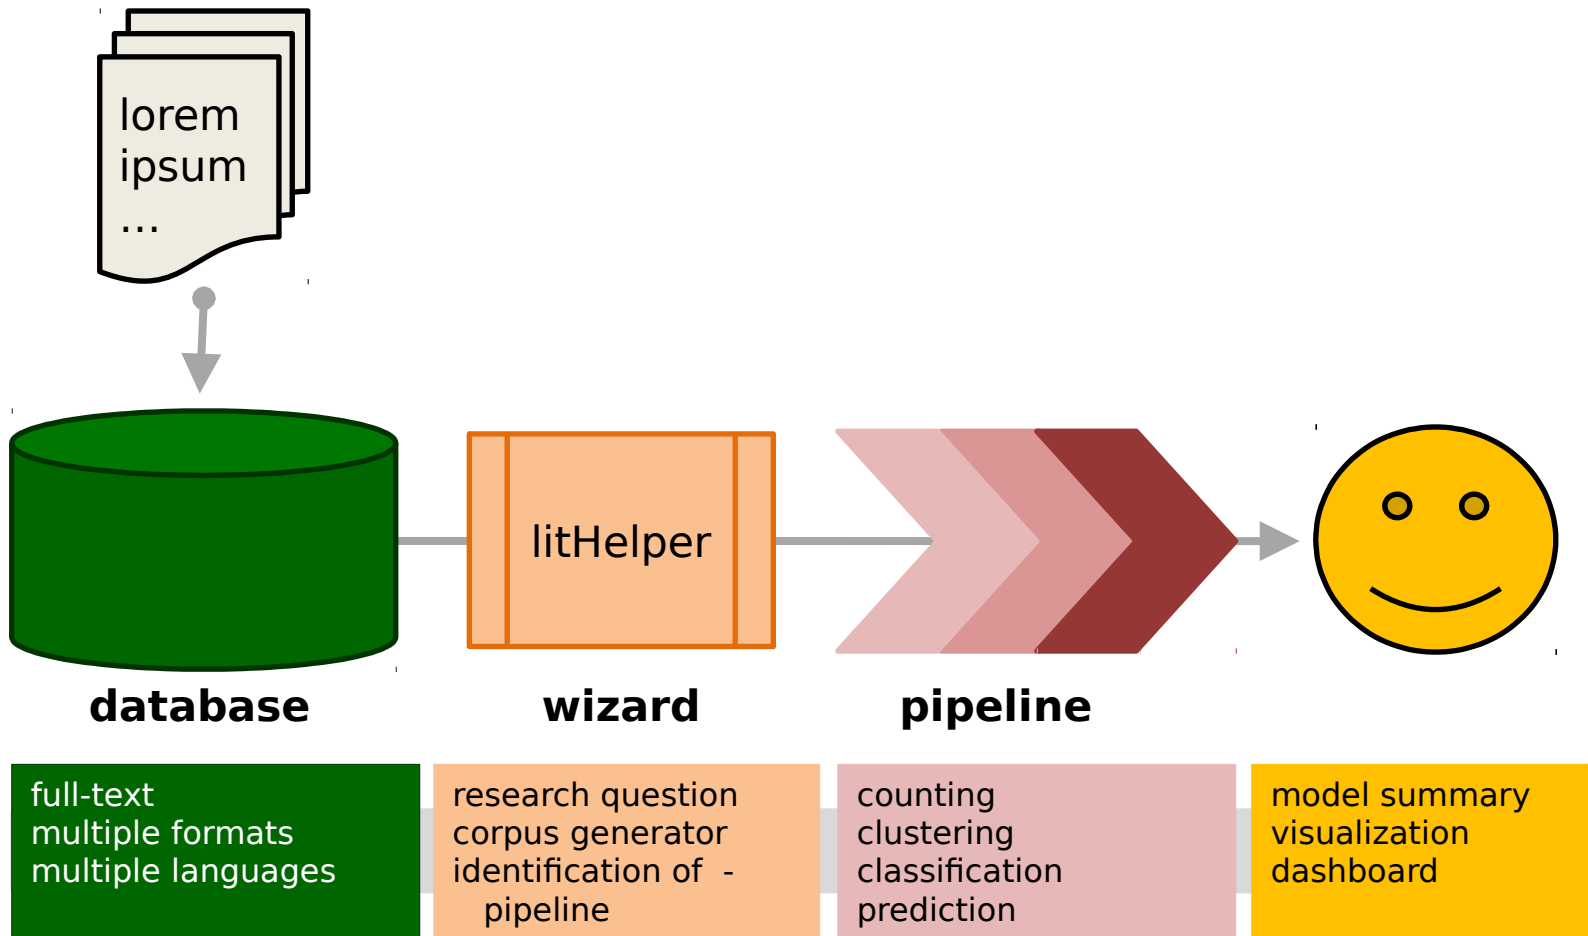 lorem
ipsum
...
litHelper
database
wizard
pipeline
full-text
multiple formats
multiple languages
research question
corpus generator
identification of  -
pipeline
counting
clustering
classification
prediction
model summary
visualization
dashboard